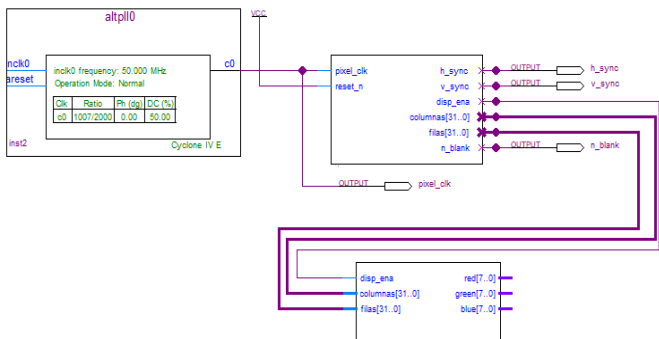 altpll0
inclk0
areset
c0
inclk0 frequency: 50.000 MHz
Operation Mode: Normal
Clk Ratio Ph (dg) DC (%)
c0 1007/2000 0.00 50.00
inst2
Cyclone IV E
VCC
pixel_clk
reset_n
h_sync
v_sync
disp_ena
columnas[31..0]
filas[31..0]
n_blank
OUTPUT h_sync
OUTPUT v_sync
OUTPUT n_blank
OUTPUT pixel_clk
disp_ena
columnas[31..0]
filas[31..0]
red[7..0]
green[7..0]
blue[7..0]